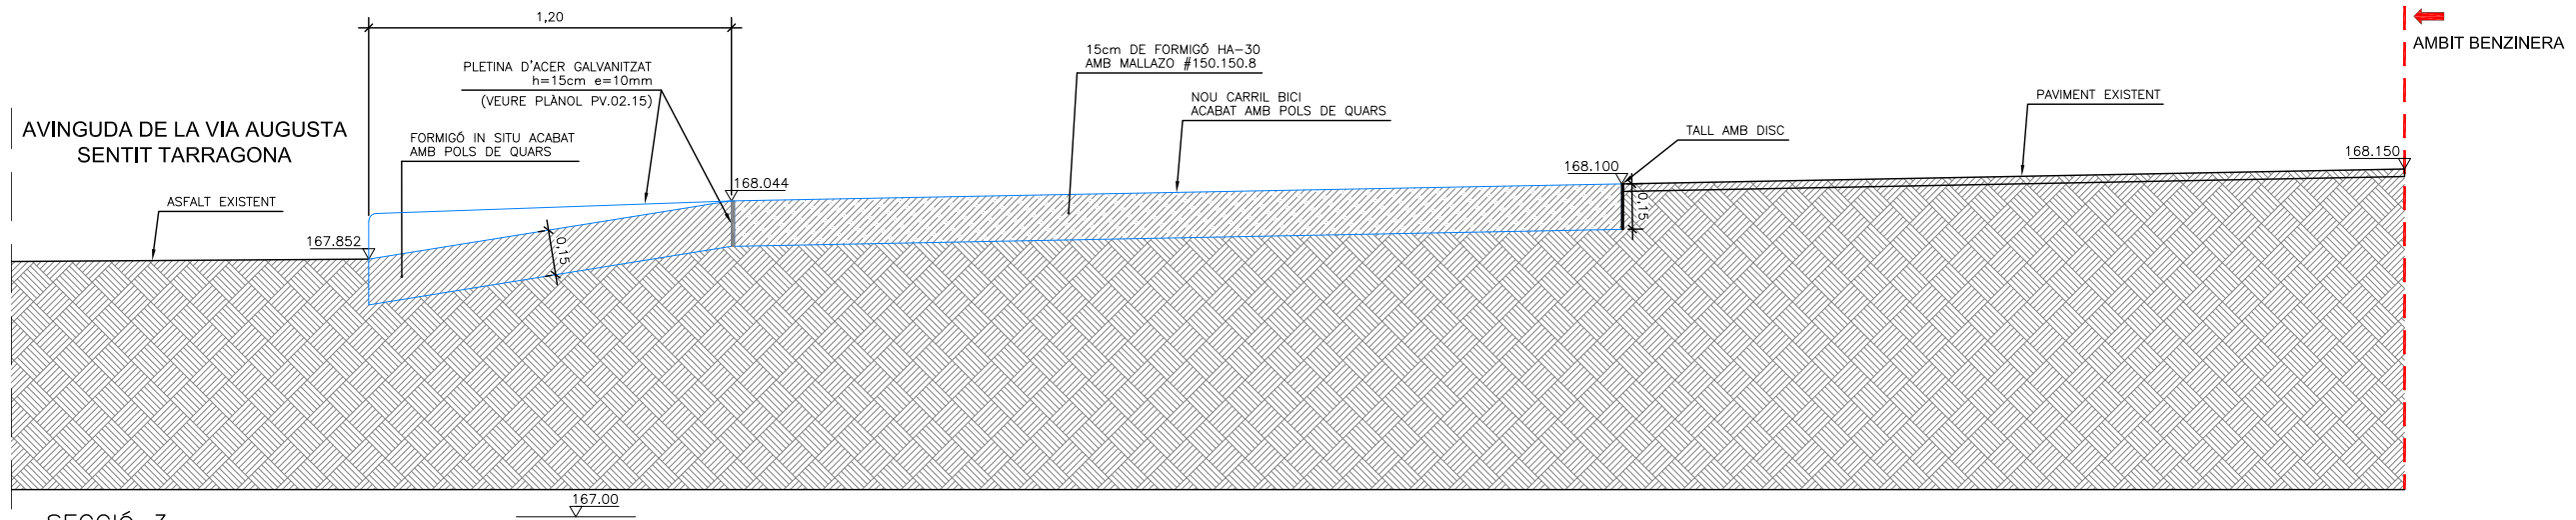 1,20
AMBIT BENZINERA
15cm DE FORMIGÓ HA-30
AMB MALLAZO #150.150.8
PLETINA D'ACER GALVANITZAT
h=15cm e=10mm
(VEURE PLÀNOL PV.02.15)
NOU CARRIL BICI
ACABAT AMB POLS DE QUARS
PAVIMENT EXISTENT
AVINGUDA DE LA VIA AUGUSTA
SENTIT TARRAGONA
FORMIGÓ IN SITU ACABAT
AMB POLS DE QUARS
TALL AMB DISC
168.150
168.100
168.044
ASFALT EXISTENT
0,15
167.852
0,15
167.00